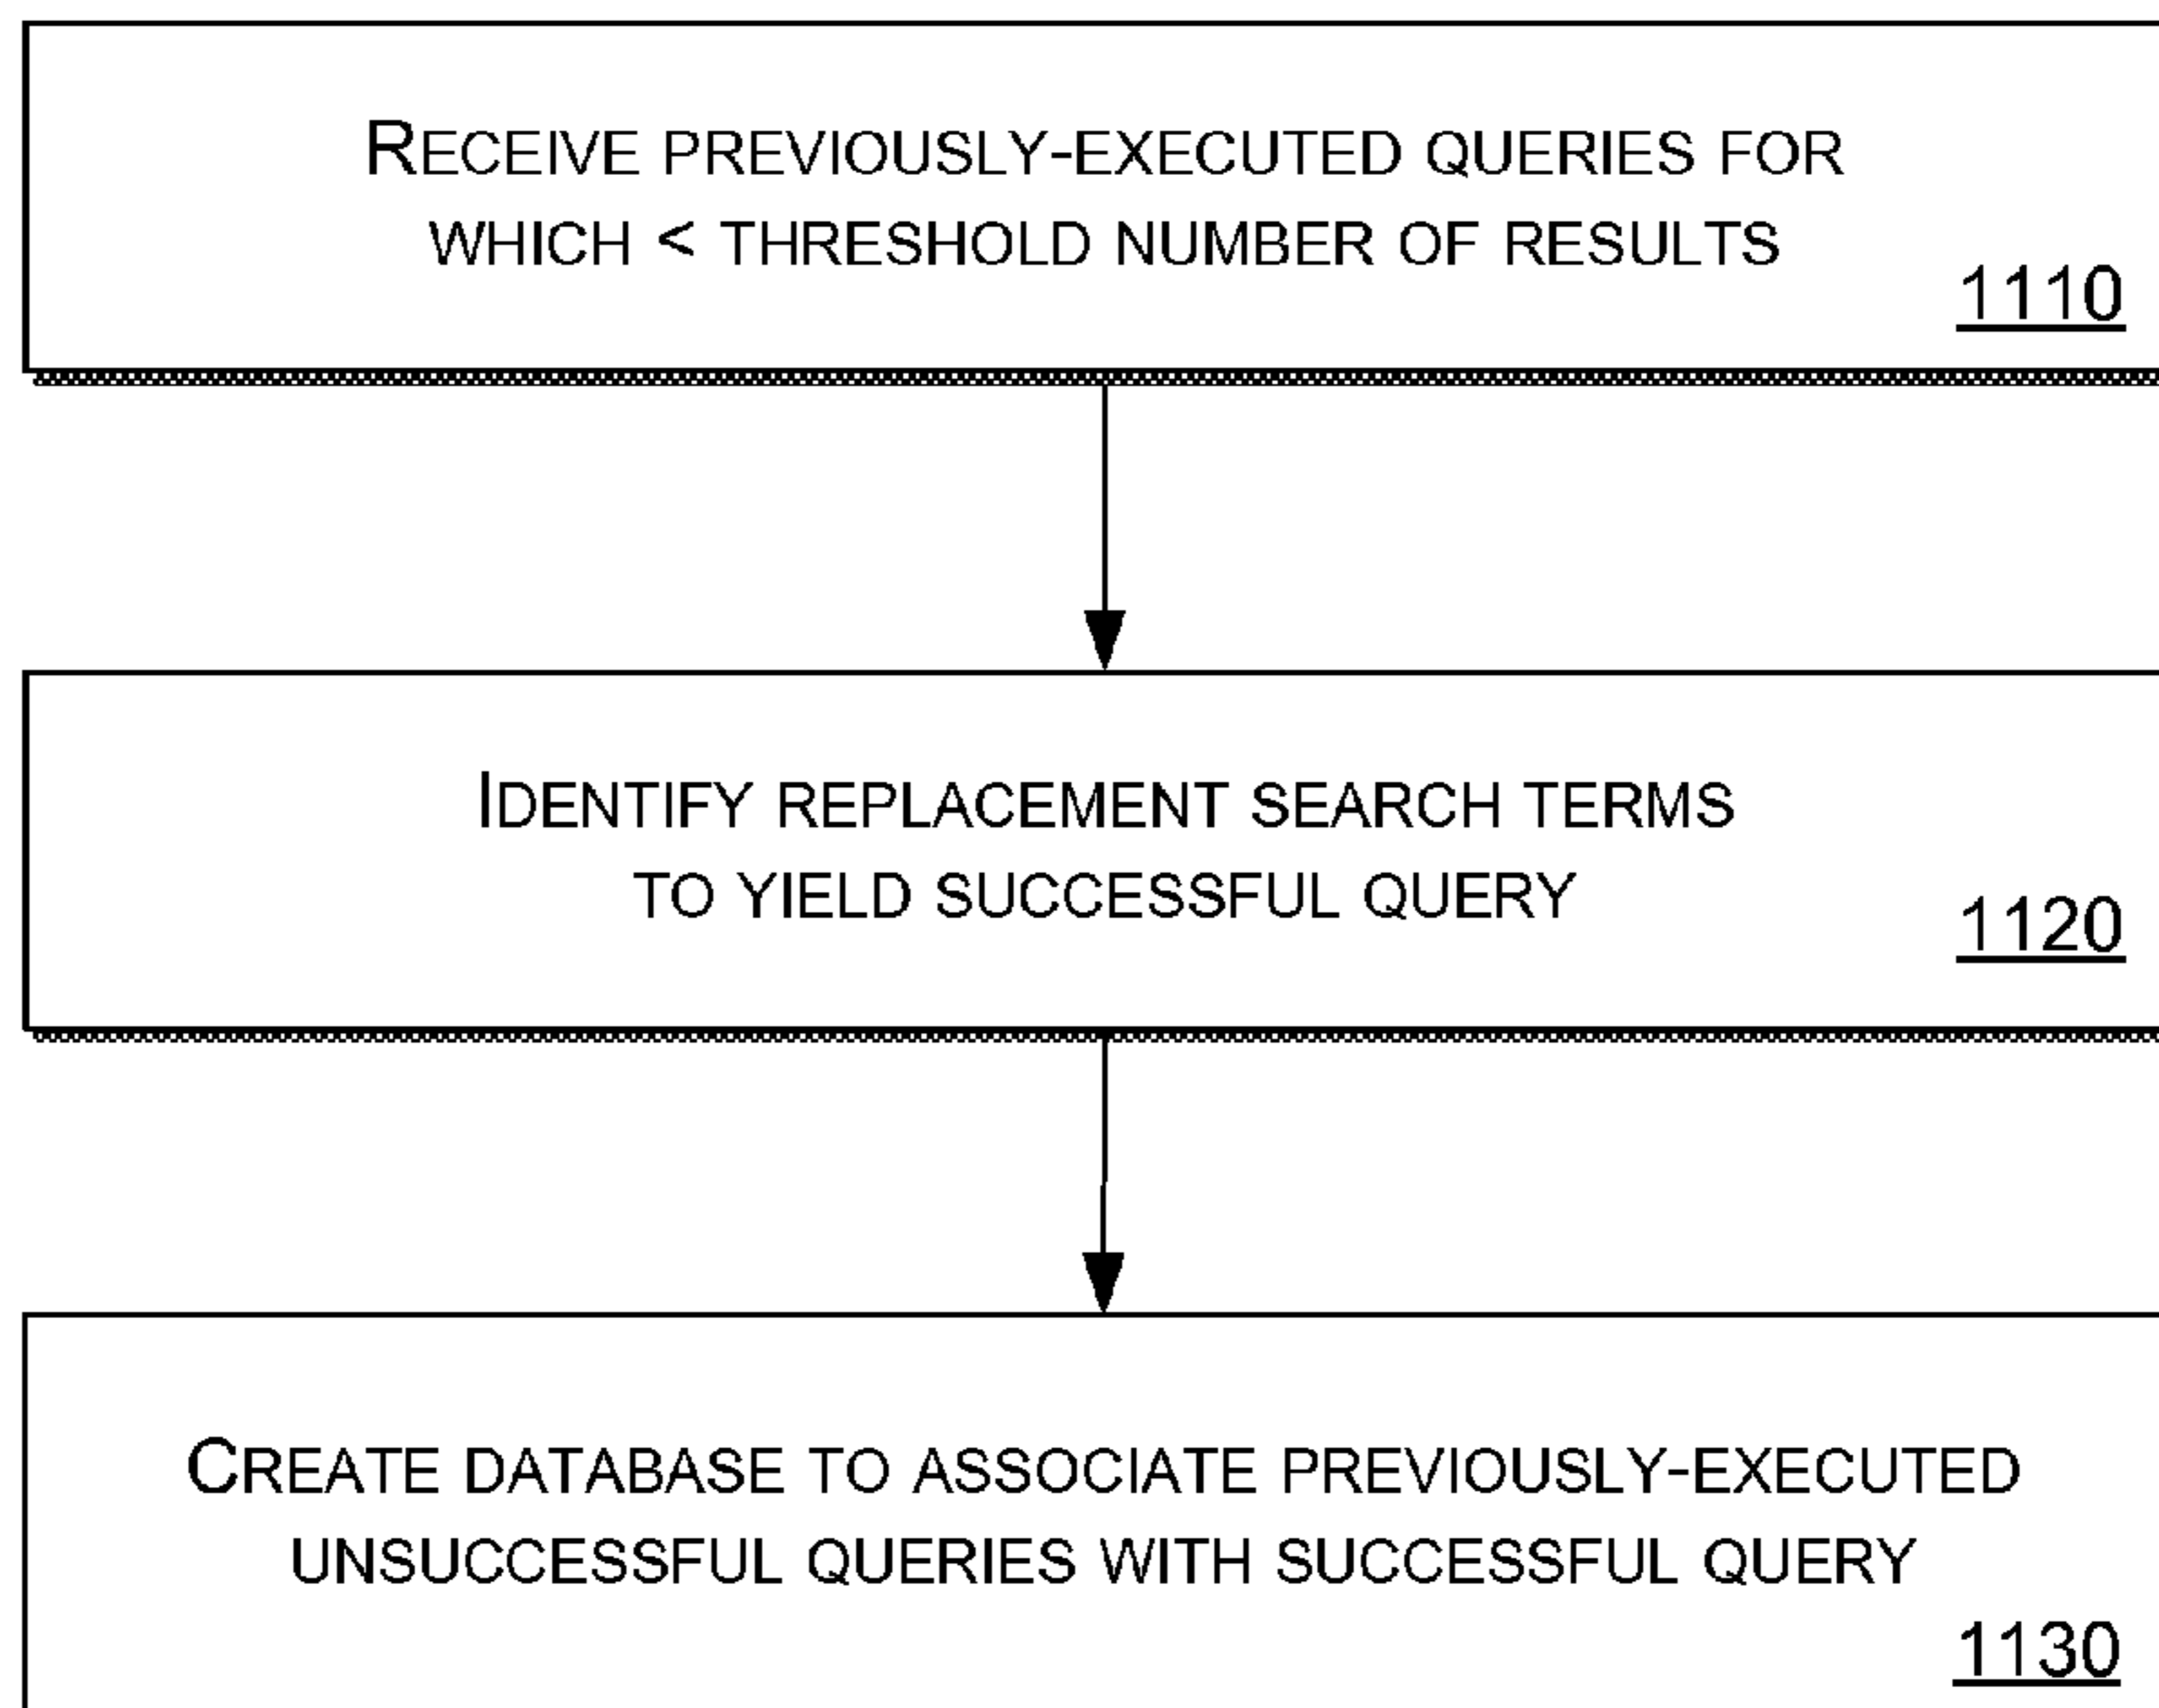 RECEIVE PREVIOUSLY-EXECUTED QUERIES FOR
WHICH < THRESHOLD NUMBER OF RESULTS
1110
IDENTIFY REPLACEMENT SEARCH TERMS
TO YIELD SUCCESSFUL QUERY
1120
CREATE DATABASE TO ASSOCIATE PREVIOUSLY-EXECUTED
UNSUCCESSFUL QUERIES WITH SUCCESSFUL QUERY
1130